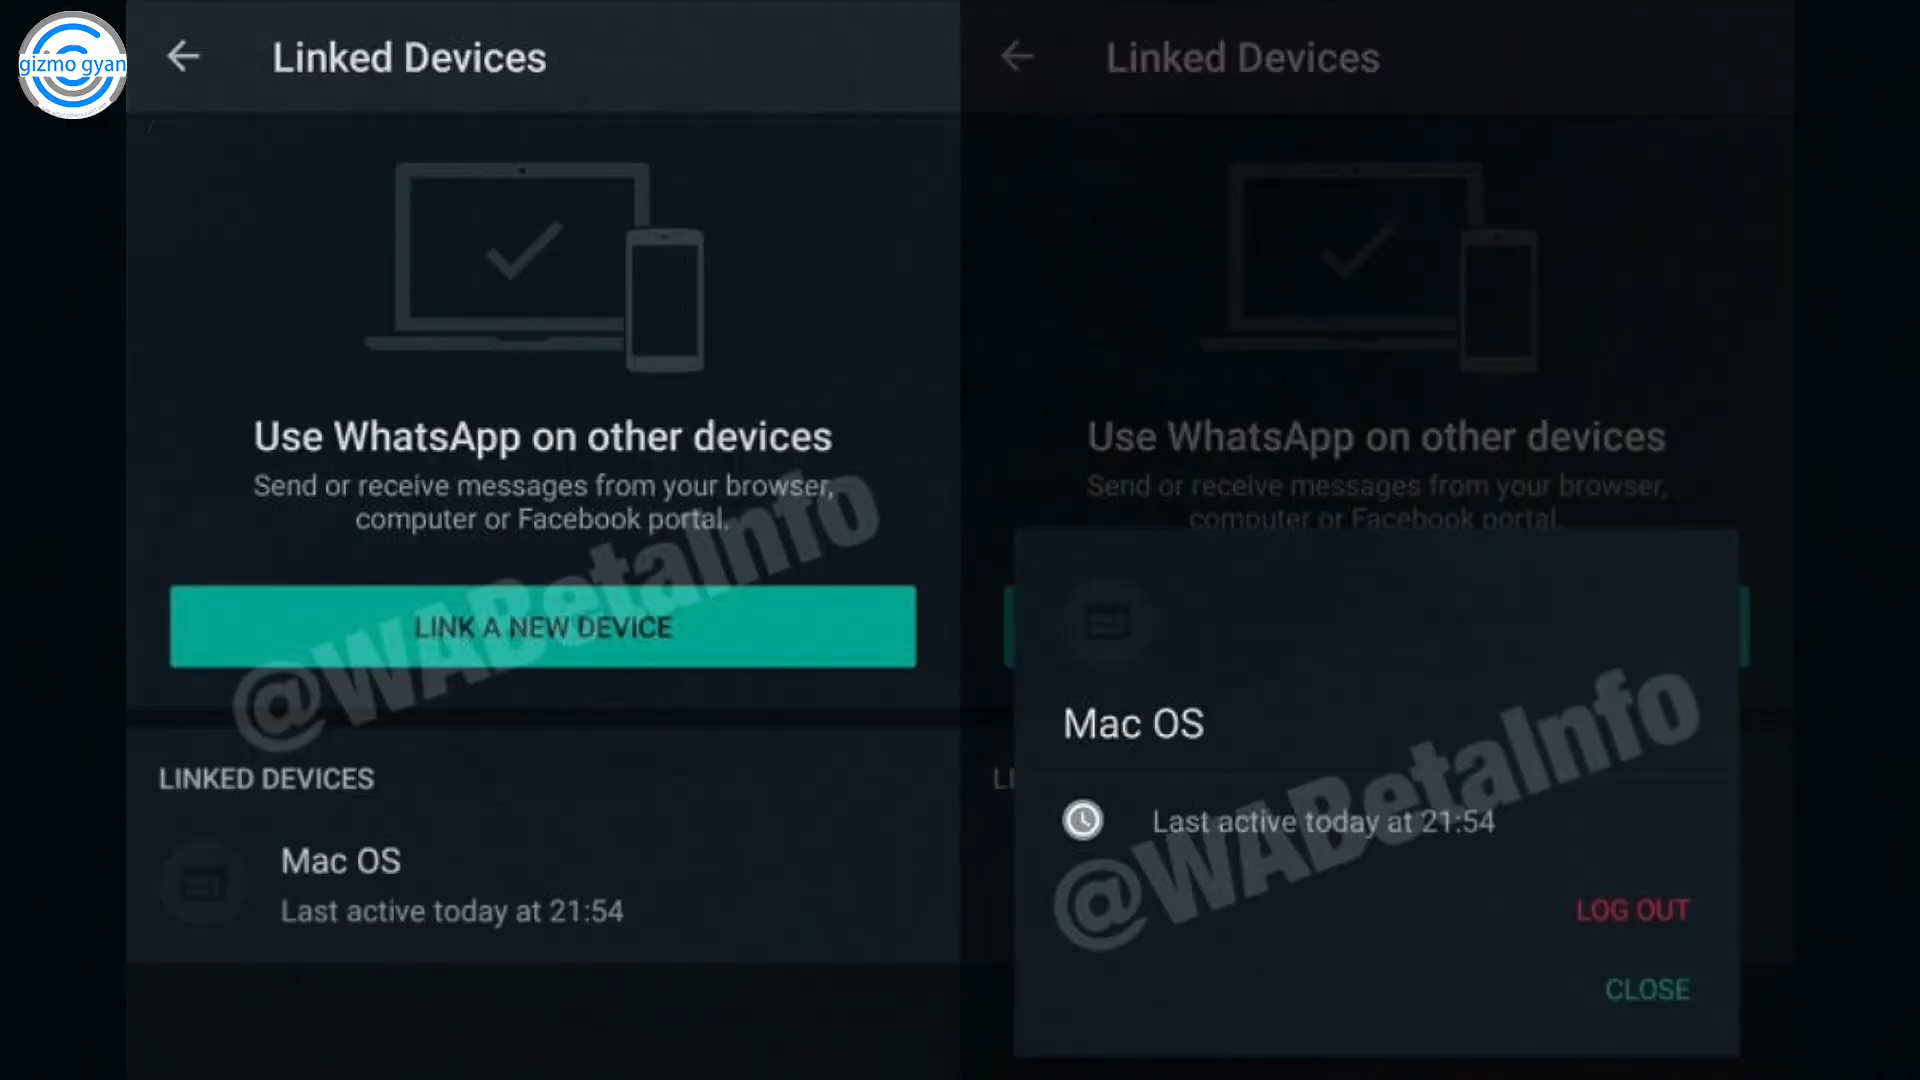 gizmo gyan
Linked Devices
Use WhatsApp on other devices
Send or receive messages from your browser,
computer or Facebook portal.
LINK A NEW DEVICE
@WABetaInfo
LINKED DEVICES
Mac OS
Last active today at 21:54
Linked Devices
Use WhatsApp on other devices
Send or receive messages from your browser,
computer or Facebook portal.
LI
Mac OS
Last active today at 21:54
@WABetaInfo
LOG OUT
CLOSE